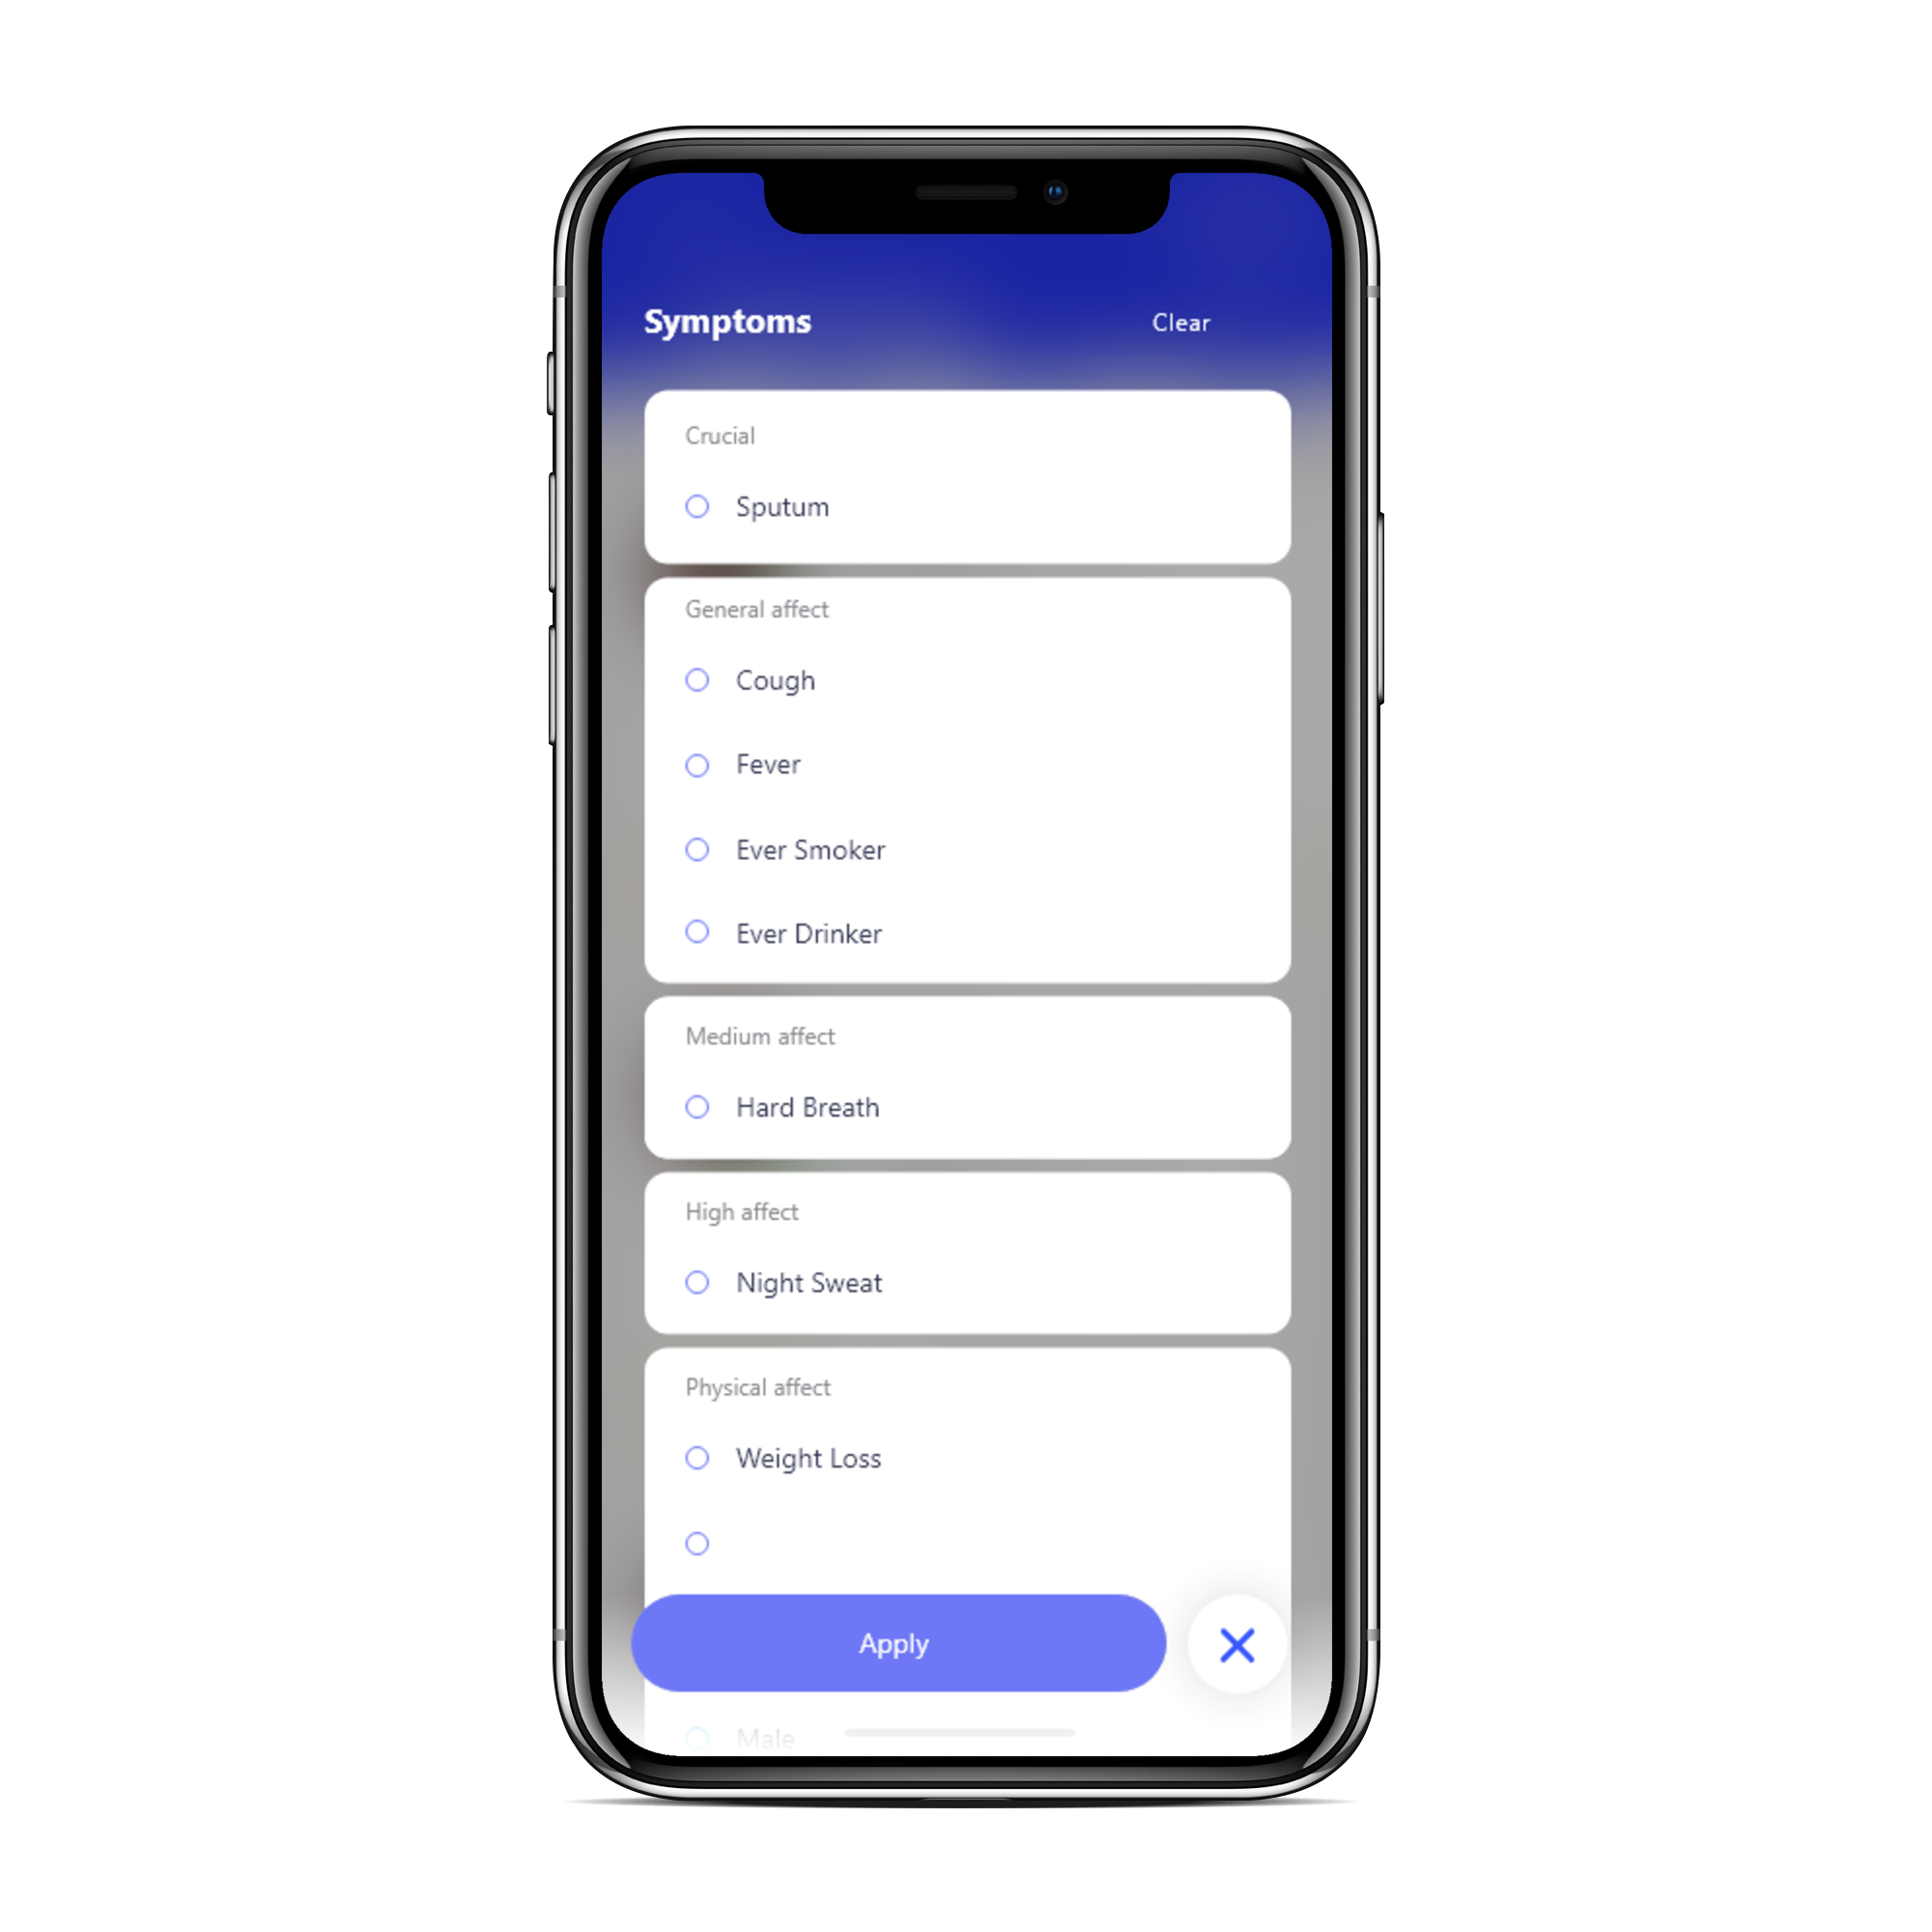 Symptoms
Clear
Crucial
Sputum
General affect
Cough
Fever
Ever Smoker
Ever Drinker
Medium affect
Hard Breath
High affect
Night Sweat
Physical affect
Weight Loss
Apply
Male